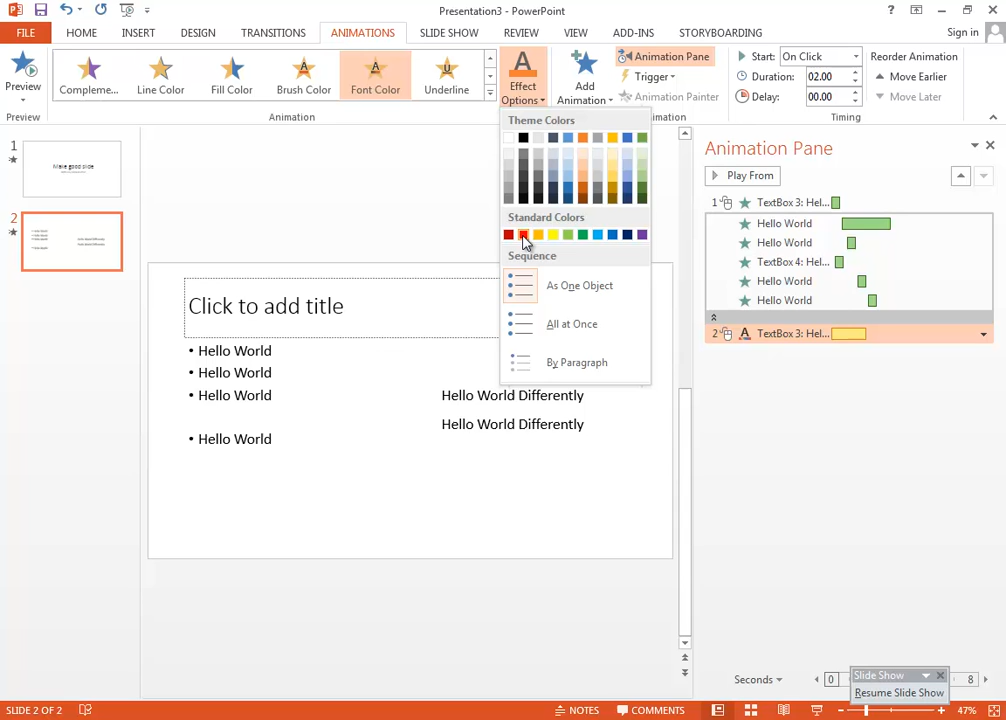 Presentation3 - PowerPoint
Sign in
FILE HOME INSERT DESIGN TRANSITIONS ANIMATIONS SLIDE SHOW REVIEW VIEW ADD-INS STORYBOARDING
Preview
Compleme... Line Color Fill Color Brush Color Font Color Underline
Effect
Options
Add
Animation
Animation Pane
Trigger
Animation Painter
Start: On Click
Duration: 02.00
Delay: 00.00
Reorder Animation
Move Earlier
Move Later
Preview
Animation
Timing
Theme Colors
Standard Colors
Sequence
As One Object
All at Once
By Paragraph
1
Make good slide
2
Click to add title
• Hello World
• Hello World
• Hello World
• Hello World
Hello World Differently
Hello World Differently
Animation Pane
Play From
1 TextBox 3: Hel...
Hello World
Hello World
TextBox 4: Hel...
Hello World
Hello World
2 TextBox 3: Hel...
Seconds 0 8
Slide Show
Resume Slide Show
SLIDE 2 OF 2
NOTES
COMMENTS
47%